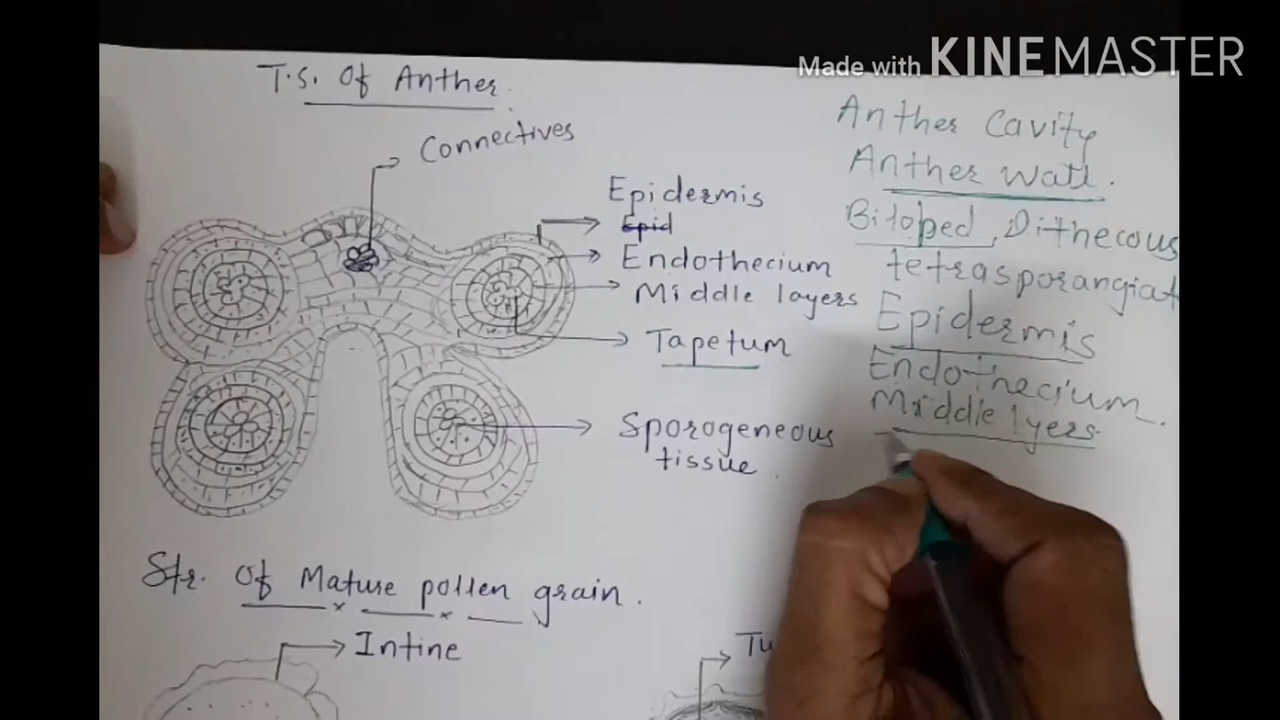 Made with KINEMASTER
T.S. Of Anther.
Connectives
Epidermis
Epid
Endothecium
Middle layers
Tapetum
Sporogeneous
tissue.
Anther Cavity
Anther Wall.
Biloped, Dithecous
tetrasporangiat
Epidermis
Endothecium.
Middle lyers.
Str. Of Mature pollen grain.
Intine
Tu